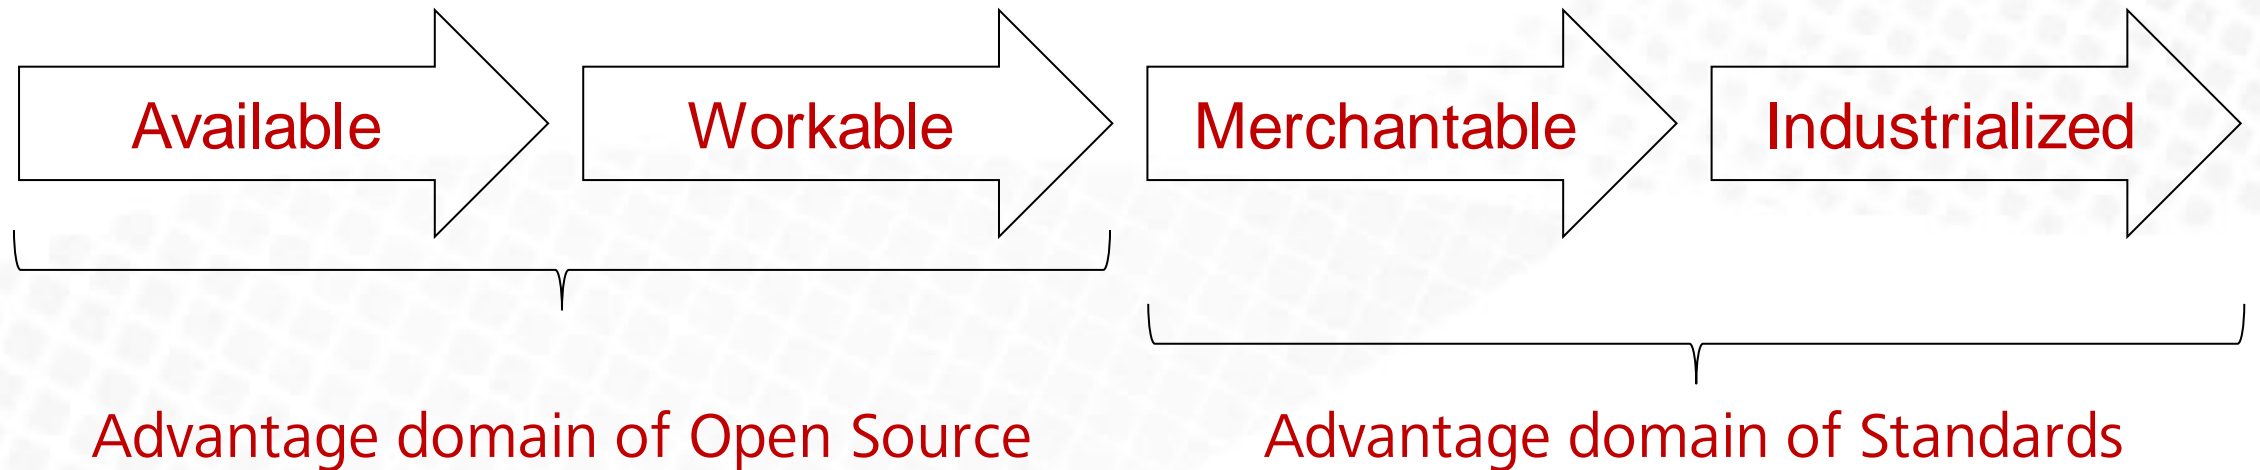 Available
Workable
Merchantable
Industrialized
Advantage domain of Open Source
Advantage domain of Standards